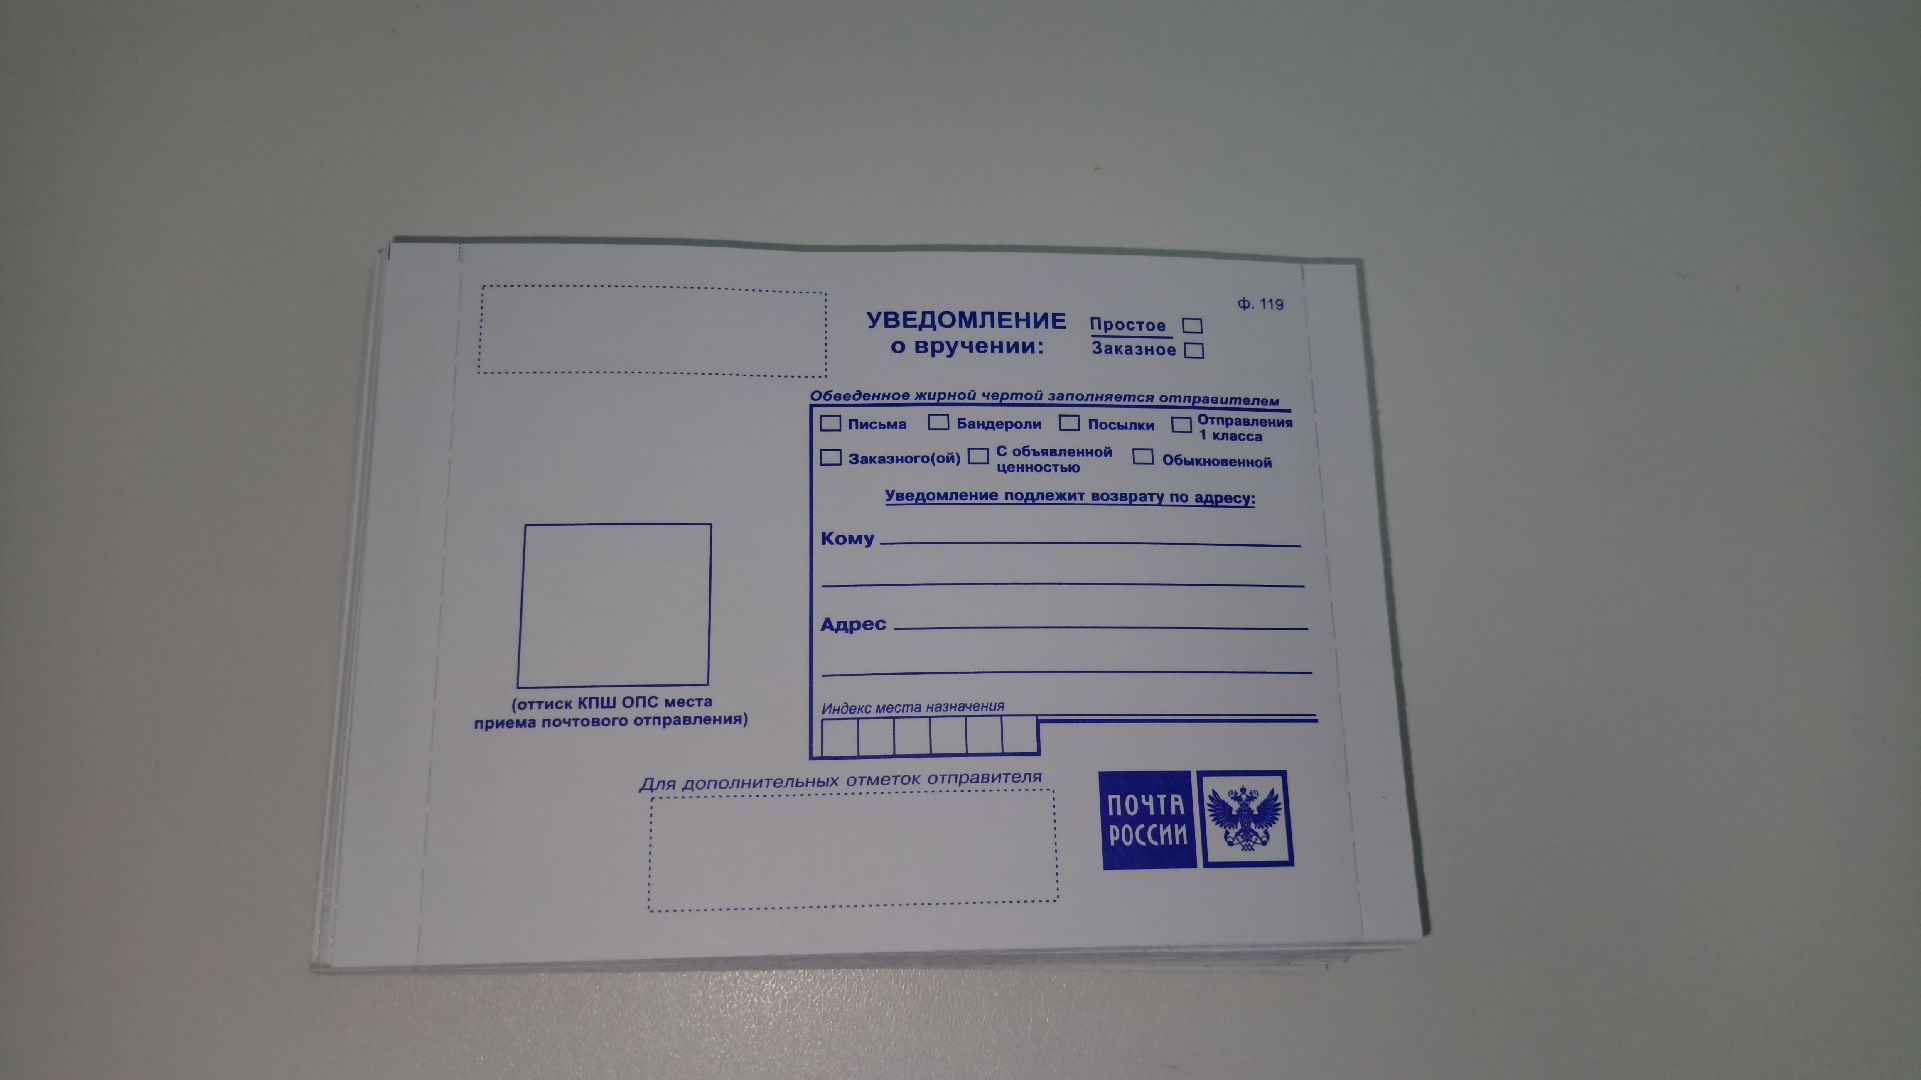 ф. 119
УВЕДОМЛЕНИЕ
о вручении:
Простое
Заказное
Обведенное жирной чертой заполняется отправителем
Письма Бандероли Посылки Отправления
1 класса
Заказного(ой) С объявленной
ценностью Обыкновенной
Уведомление подлежит возврату по адресу:
Кому
Адрес
(оттиск КПШ ОПС места
приема почтового отправления)
Индекс места назначения
Для дополнительных отметок отправителя
ПОЧТА
РОССИИ